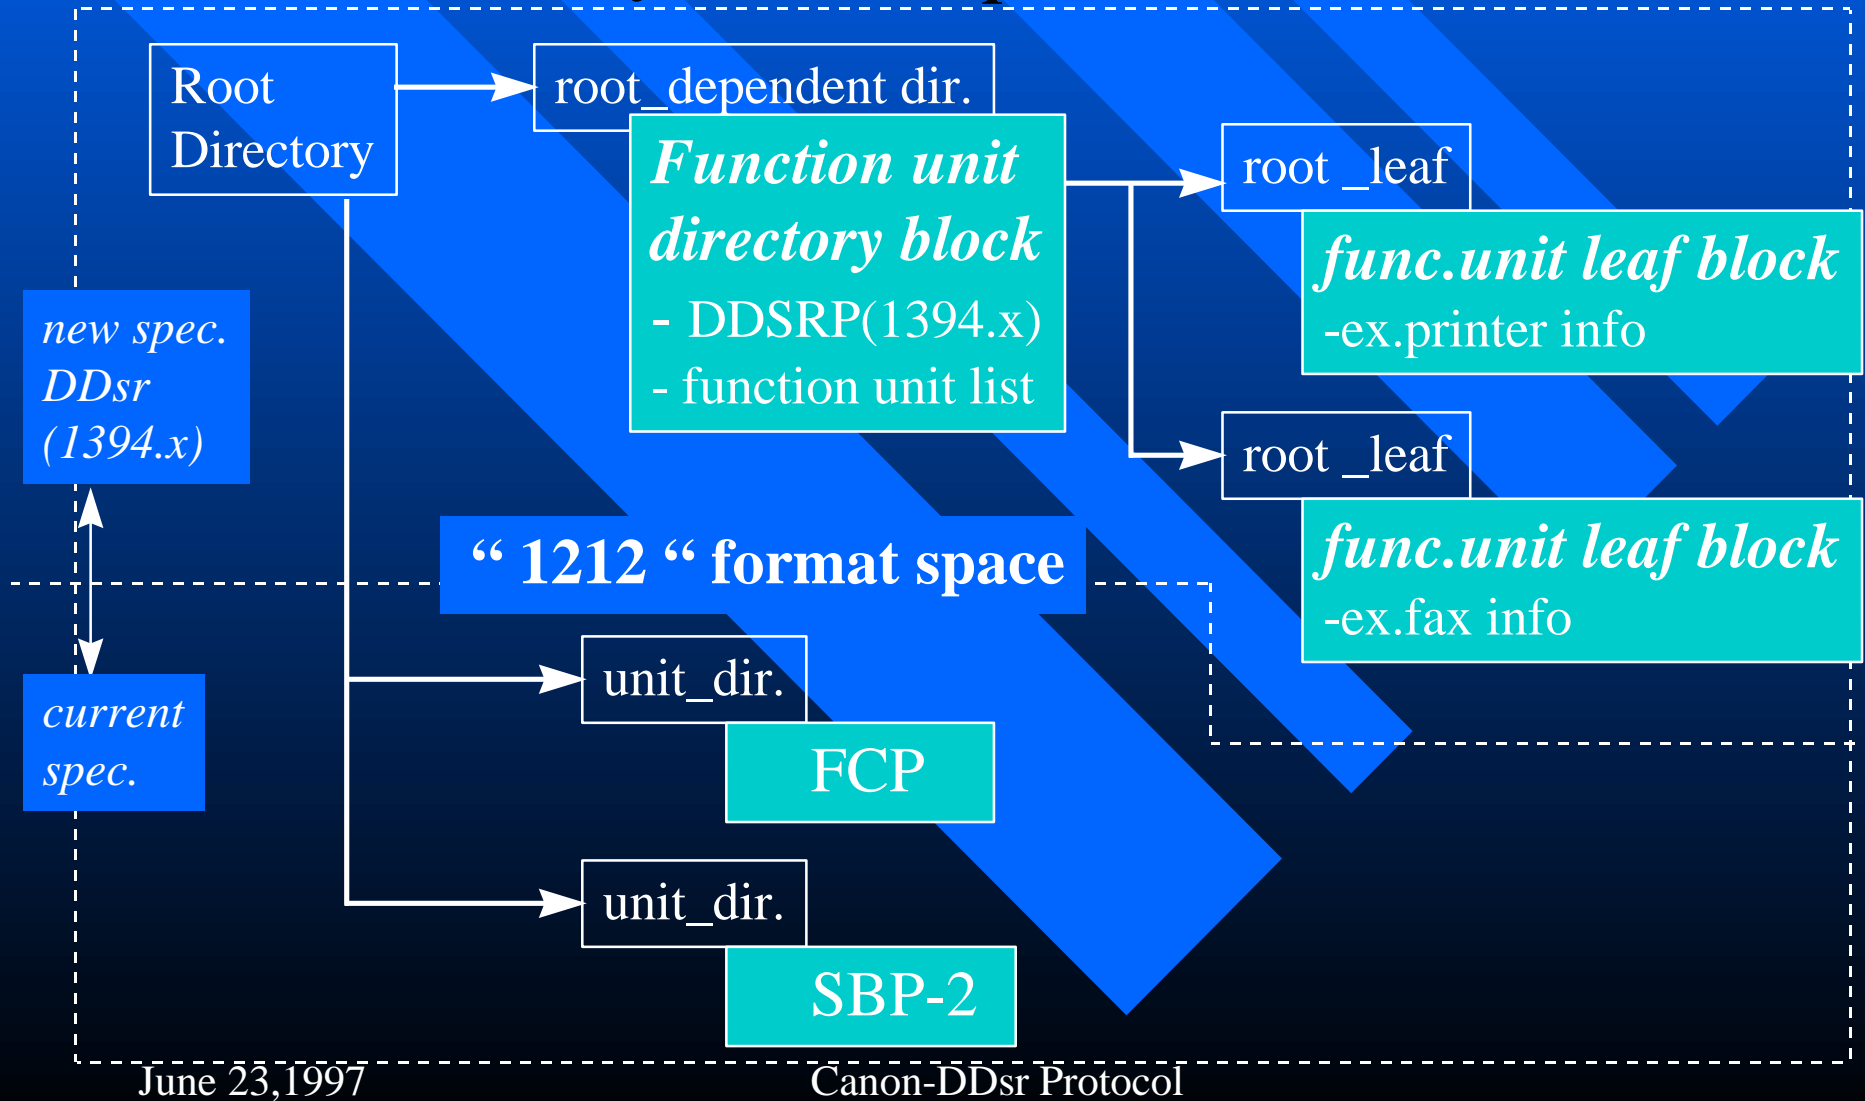 Root
Directory
root_dependent dir.
Function unit
directory block
- DDSRP(1394.x)
- function unit list
root _leaf
func.unit leaf block
-ex.printer info
root _leaf
func.unit leaf block
-ex.fax info
new spec.
DDsr
(1394.x)
“ 1212 “ format space
current
spec.
unit_dir.
FCP
unit_dir.
SBP-2
June 23,1997
Canon-DDsr Protocol